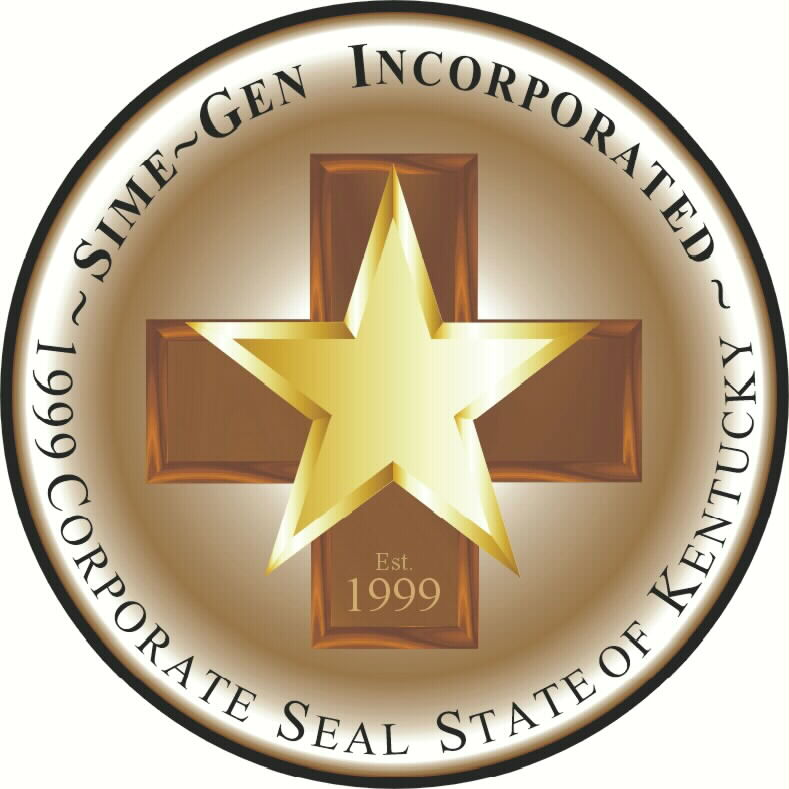 ~ SIME~GEN INCORPORATED ~
1999 CORPORATE SEAL STATE OF KENTUCKY
Est.
1999